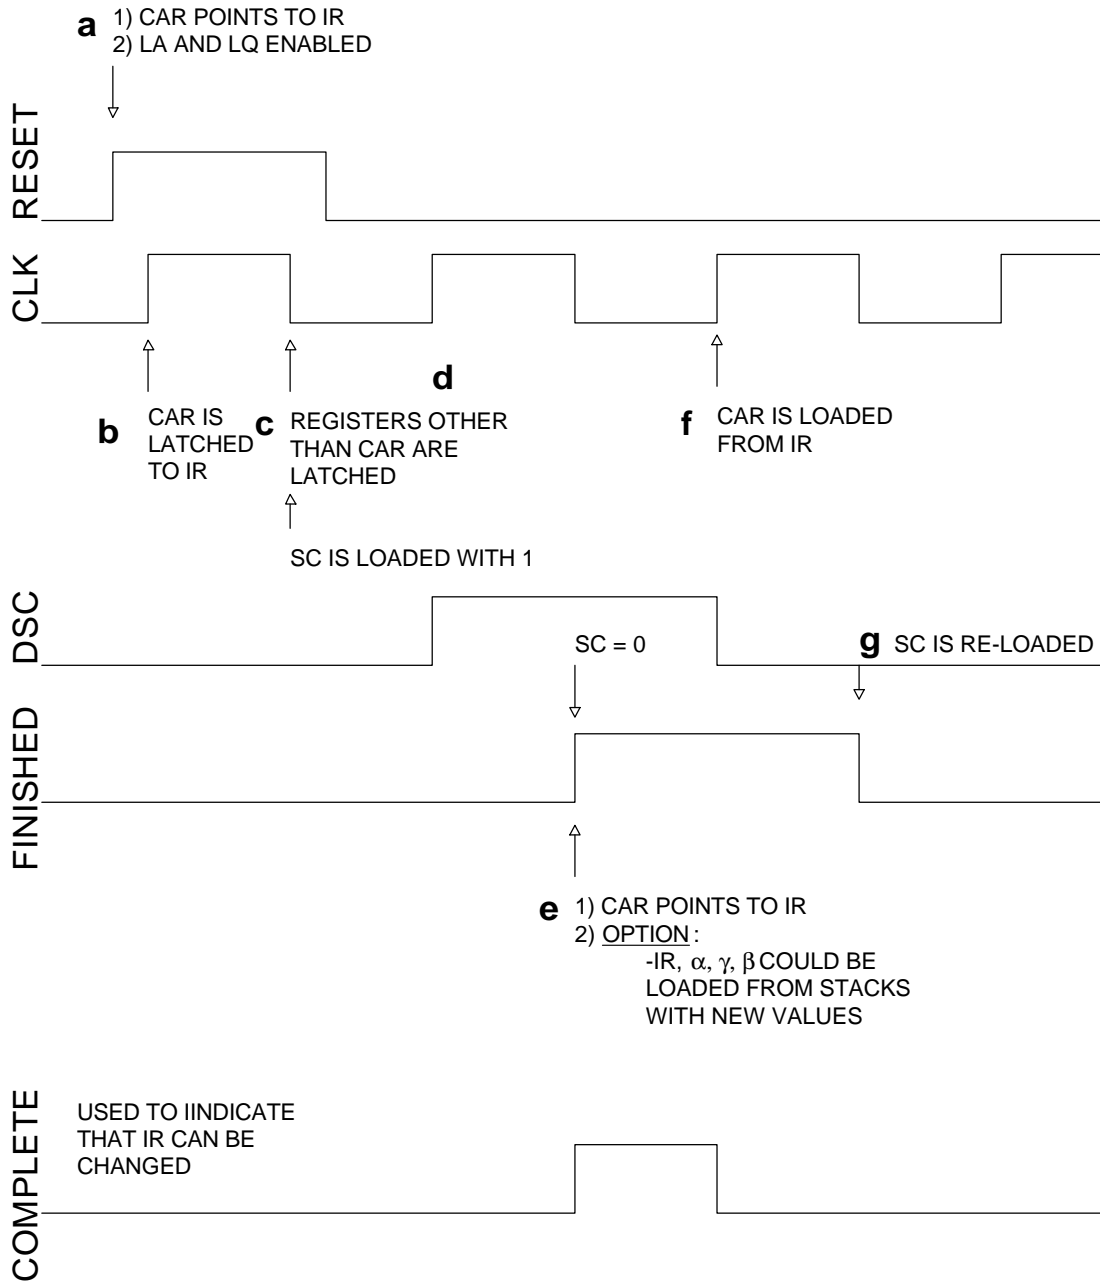 a
1) CAR POINTS TO IR
2) LA AND LQ ENABLED
RESET
CLK
b
CAR IS
LATCHED
TO IR
c
REGISTERS OTHER
THAN CAR ARE
LATCHED
SC IS LOADED WITH 1
d
f
CAR IS LOADED
FROM IR
DSC
SC = 0
g
SC IS RE-LOADED
FINISHED
e
1) CAR POINTS TO IR
2) OPTION:
-IR, α, γ, β COULD BE
LOADED FROM STACKS
WITH NEW VALUES
COMPLETE
USED TO IINDICATE
THAT IR CAN BE
CHANGED